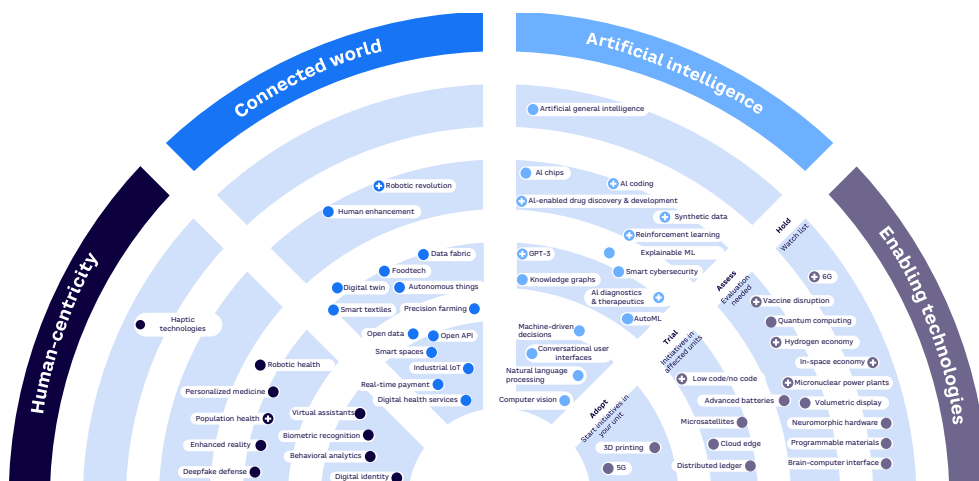 Connected world
Artificial intelligence
Human-centricity
Enabling technologies
Artificial general intelligence
AI chips
AI coding
AI-enabled drug discovery & development
Synthetic data
Reinforcement learning
GPT-3
Explainable ML
Knowledge graphs
Smart cybersecurity
AI diagnostics
& therapeutics
AutoML
Machine-driven
decisions
Conversational user
interfaces
Natural language
processing
Computer vision
Robotic revolution
Human enhancement
Data fabric
Foodtech
Digital twin
Autonomous things
Smart textiles
Precision farming
Open data
Open API
Smart spaces
Industrial IoT
Real-time payment
Digital health services
Haptic
technologies
Robotic health
Personalized medicine
Population health
Virtual assistants
Enhanced reality
Biometric recognition
Behavioral analytics
Deepfake defense
Digital identity
Hold
Watch list
Assess
Evaluation
needed
Trial
Initiatives in
affected units
Adopt
Start initiatives in
your unit
6G
Vaccine disruption
Quantum computing
Hydrogen economy
In-space economy
Low code/no code
Micronuclear power plants
Advanced batteries
Volumetric display
Microsatellites
Neuromorphic hardware
Cloud edge
Programmable materials
3D printing
Distributed ledger
Brain-computer interface
5G